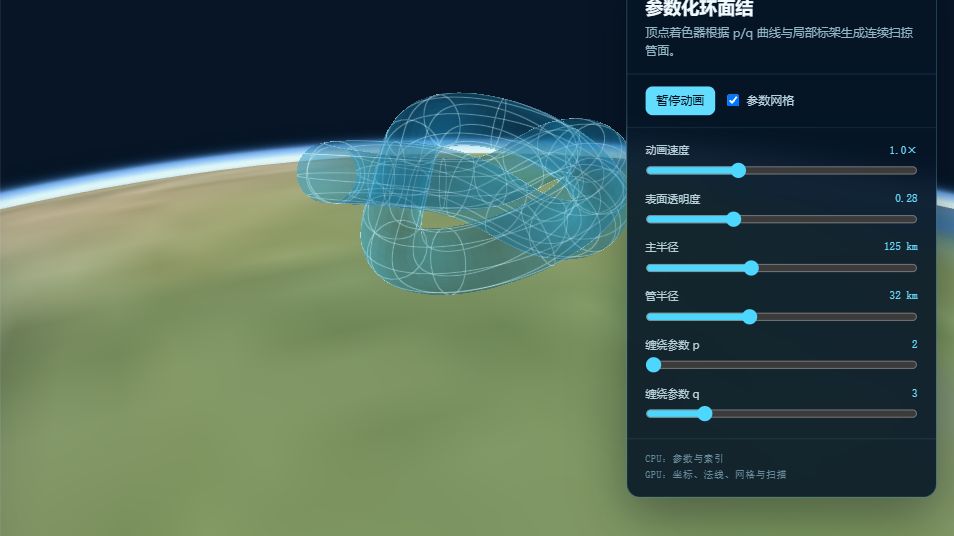 参数化环面结
顶点着色器根据 p/q 曲线与局部标架生成连续扫掠
管面。
暂停动画 参数网格
动画速度 1.0×
表面透明度 0.28
主半径 125 km
管半径 32 km
缠绕参数 p 2
缠绕参数 q 3
CPU: 参数与索引
GPU: 坐标、法线、网格与扫描